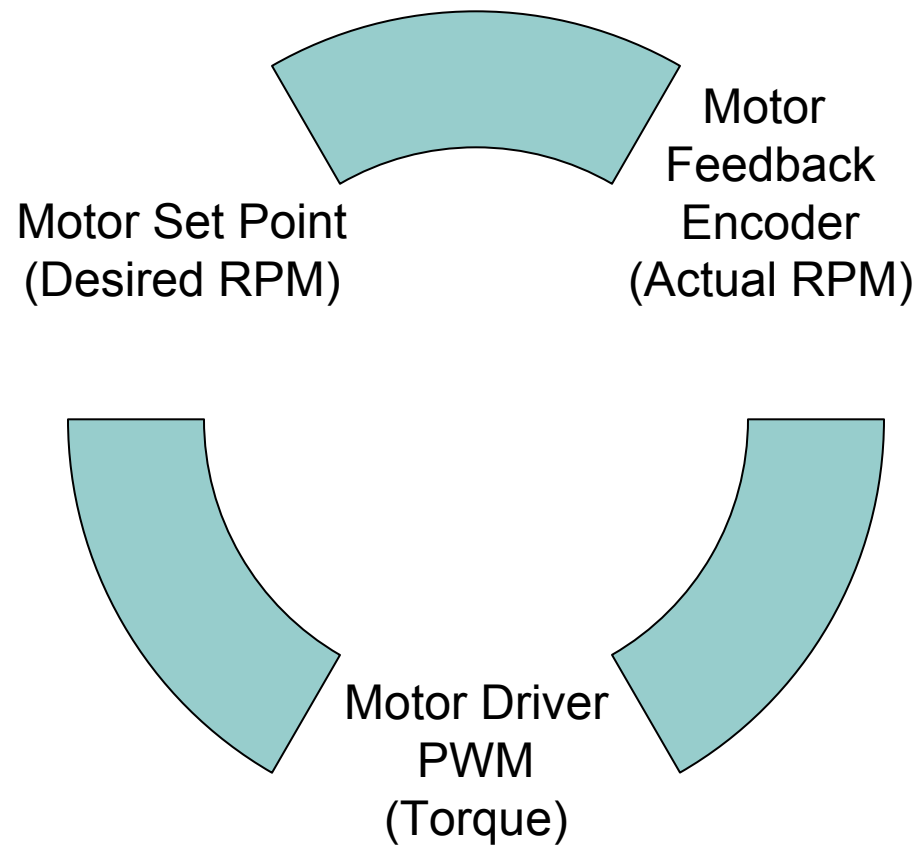 Motor Set Point
(Desired RPM)
Motor
Feedback
Encoder
(Actual RPM)
Motor Driver
PWM
(Torque)